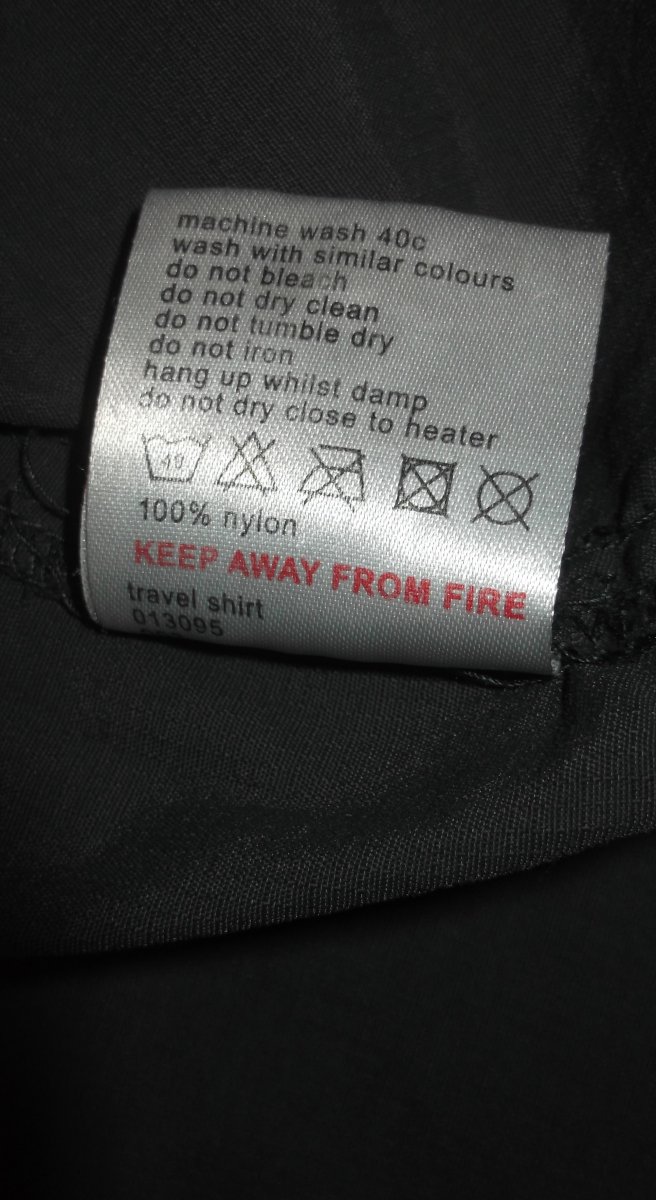 machine wash 40c
wash with similar colours
do not bleach
do not dry clean
do not tumble dry
do not iron
hang up whilst damp
do not dry close to heater
40
100% nylon
KEEP AWAY FROM FIRE
travel shirt
013095